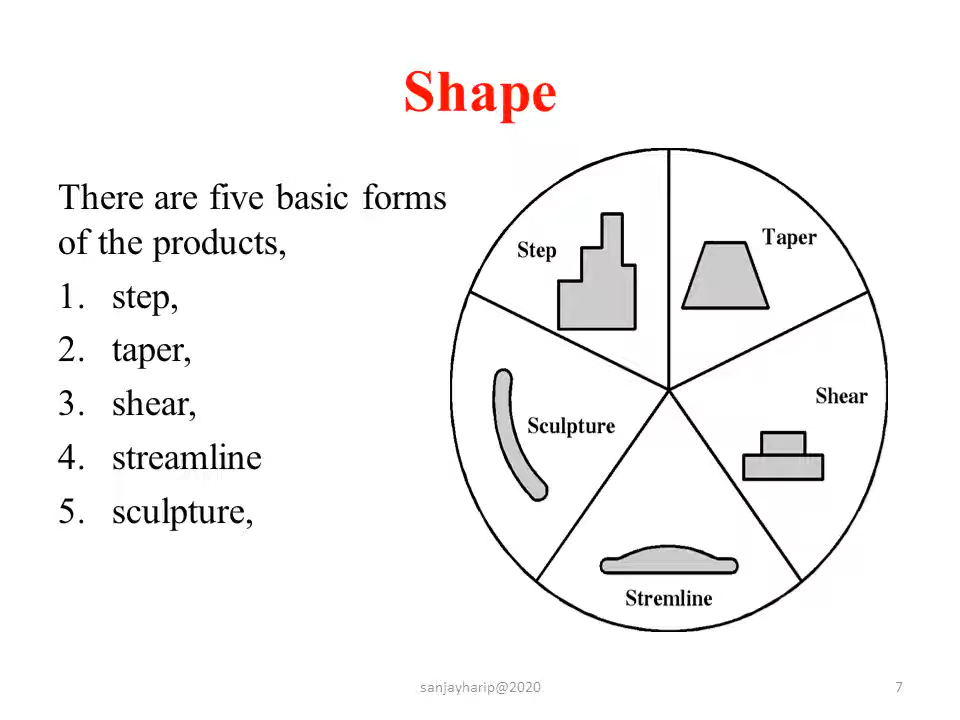 Shape
There are five basic forms
of the products,
1. step,
2. taper,
3. shear,
4. streamline
5. sculpture,
Step
Taper
Shear
Sculpture
Stremline
sanjayharip@2020
7